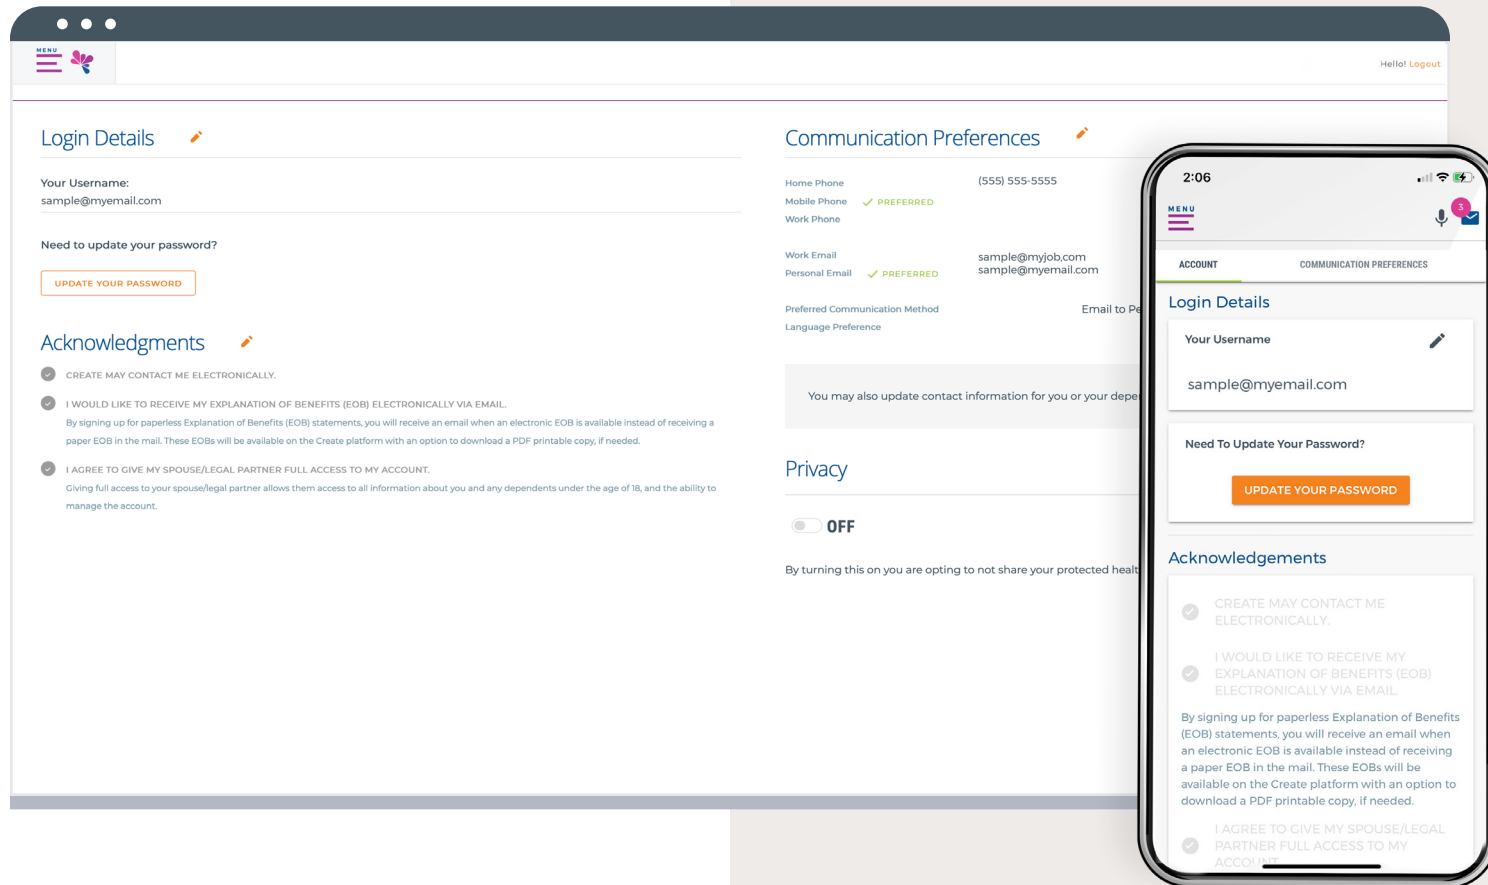 MENU
Hello! Logout
Login Details
Your Username:
sample@myemail.com
Need to update your password?
UPDATE YOUR PASSWORD
Acknowledgments
CREATE MAY CONTACT ME ELECTRONICALLY.
I WOULD LIKE TO RECEIVE MY EXPLANATION OF BENEFITS (EOB) ELECTRONICALLY VIA EMAIL.
By signing up for paperless Explanation of Benefits (EOB) statements, you will receive an email when an electronic EOB is available instead of receiving a
paper EOB in the mail. These EOBs will be available on the Create platform with an option to download a PDF printable copy, if needed.
I AGREE TO GIVE MY SPOUSE/LEGAL PARTNER FULL ACCESS TO MY ACCOUNT.
Giving full access to your spouse/legal partner allows them access to all information about you and any dependents under the age of 18, and the ability to
manage the account.
Communication Preferences
Home Phone (555) 555-5555
Mobile Phone PREFERRED
Work Phone
Work Email sample@myjob,com
Personal Email PREFERRED sample@myemail.com
Preferred Communication Method Email to Pe
Language Preference
You may also update contact information for you or your depe
Privacy
OFF
By turning this on you are opting to not share your protected healt
2:06
MENU
3
ACCOUNT COMMUNICATION PREFERENCES
Login Details
Your Username
sample@myemail.com
Need To Update Your Password?
UPDATE YOUR PASSWORD
Acknowledgements
CREATE MAY CONTACT ME
ELECTRONICALLY.
I WOULD LIKE TO RECEIVE MY
EXPLANATION OF BENEFITS (EOB)
ELECTRONICALLY VIA EMAIL.
By signing up for paperless Explanation of Benefits
(EOB) statements, you will receive an email when
an electronic EOB is available instead of receiving
a paper EOB in the mail. These EOBs will be
available on the Create platform with an option to
download a PDF printable copy, if needed.
I AGREE TO GIVE MY SPOUSE/LEGAL
PARTNER FULL ACCESS TO MY
ACCOUNT.